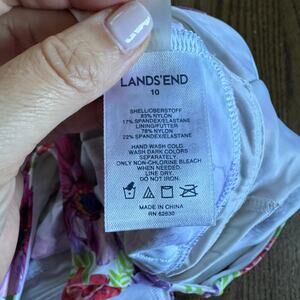 LANDS'END
10
SHELL/OBERSTOFF
83% NYLON
17% SPANDEX/ELASTANE
LINING/FUTTER
78% NYLON
22% SPANDEX/ELASTANE
HAND WASH COLD.
WASH DARK COLORS
SEPARATELY.
ONLY NON-CHLORINE BLEACH
WHEN NEEDED.
LINE DRY.
DO NOT IRON.
MADE IN CHINA
RN 62630